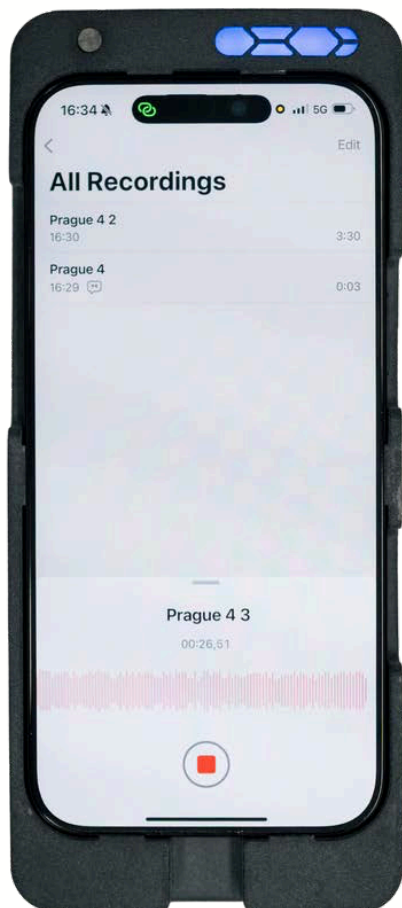 16:34 5G
Edit
All Recordings
Prague 4 2
16:30 3:30
Prague 4
16:29 0:03
Prague 4 3
00:26,51